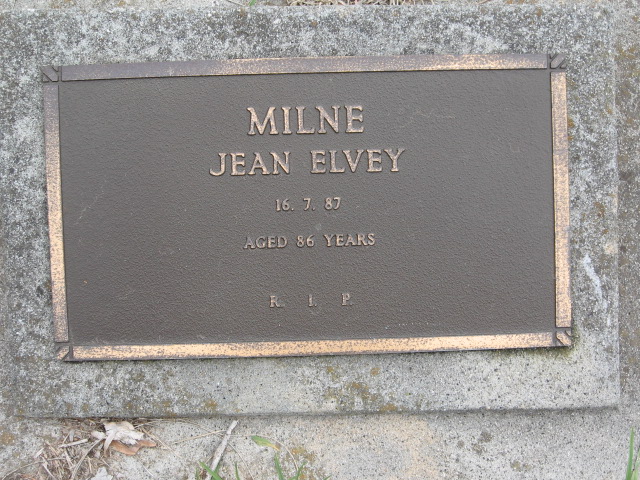 MILNE
JEAN ELVEY
16. 7. 87
AGED 86 YEARS
R. I. P.